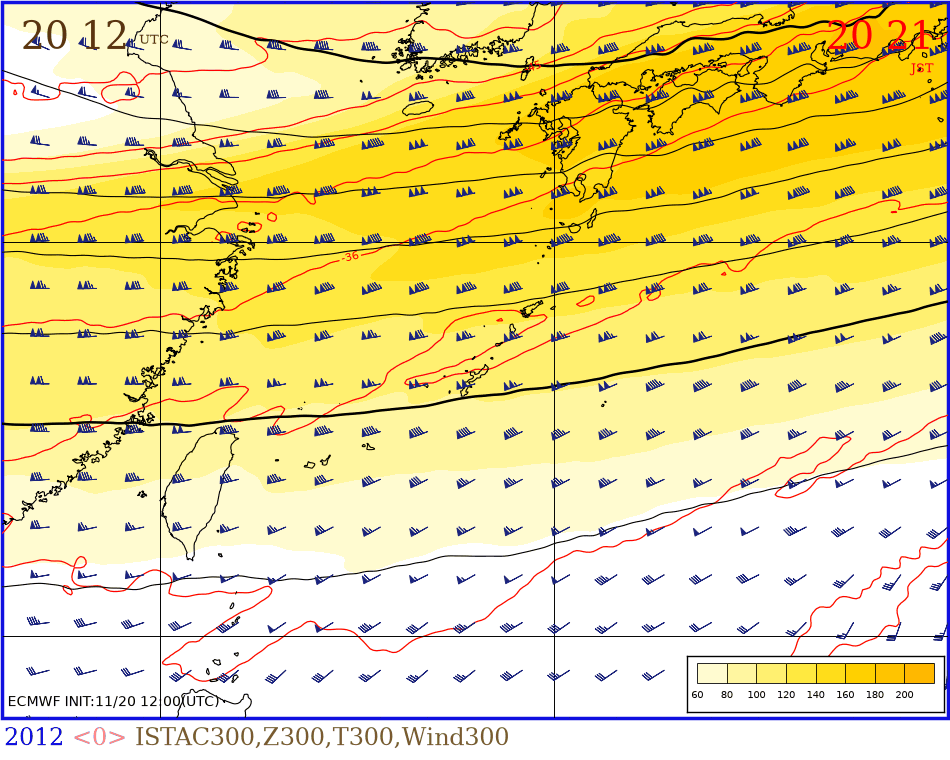 20 12 UTC
20 21
JST
-45
-36
60 80 100 120 140 160 180 200
ECMWF INIT:11/20 12:00(UTC)
2012 <0> ISTAC300,Z300,T300,Wind300